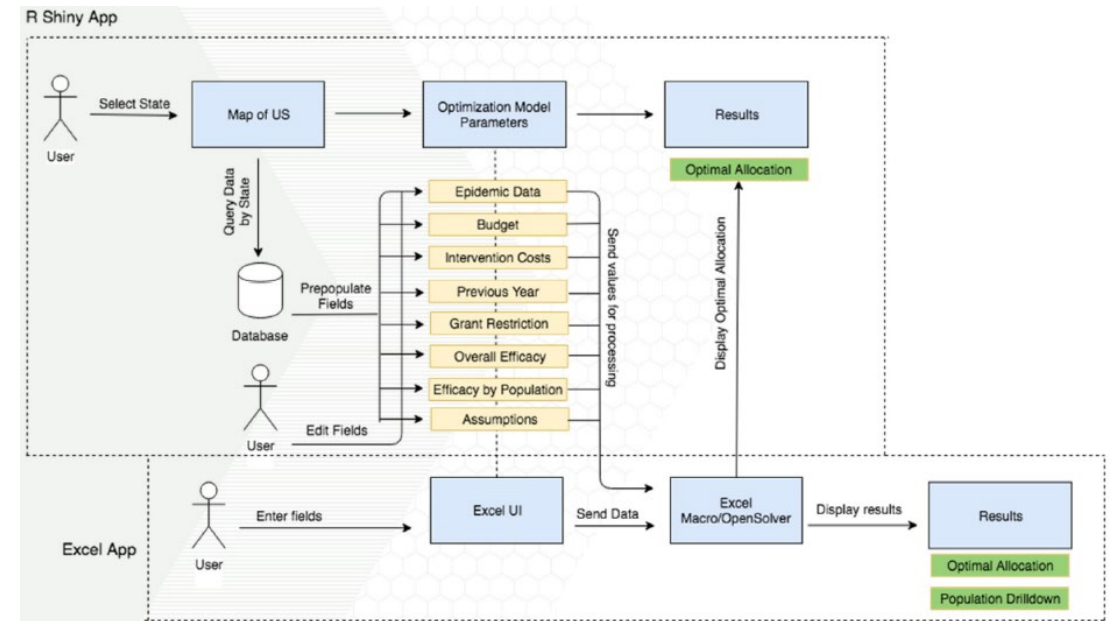 R Shiny App
Select State
User
Map of US
Optimization Model
Parameters
Results
Optimal Allocation
Query Data
by State
Database
Prepopulate
Fields
Epidemic Data
Budget
Intervention Costs
Previous Year
Grant Restriction
Overall Efficacy
Efficacy by Population
Assumptions
Send values for processing
Display Optimal Allocation
User
Edit Fields
Excel App
User
Enter fields
Excel UI
Send Data
Excel
Macro/OpenSolver
Display results
Results
Optimal Allocation
Population Drilldown